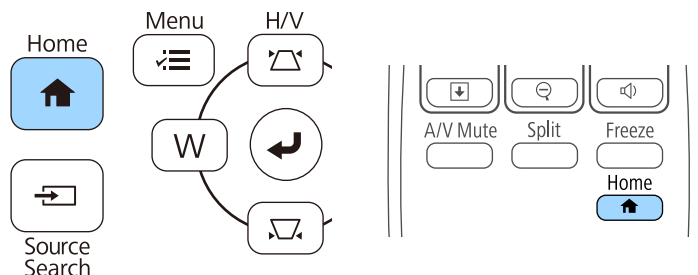 Menu
H/V
Home
W
Source
Search
A/V Mute
Split
Freeze
Home